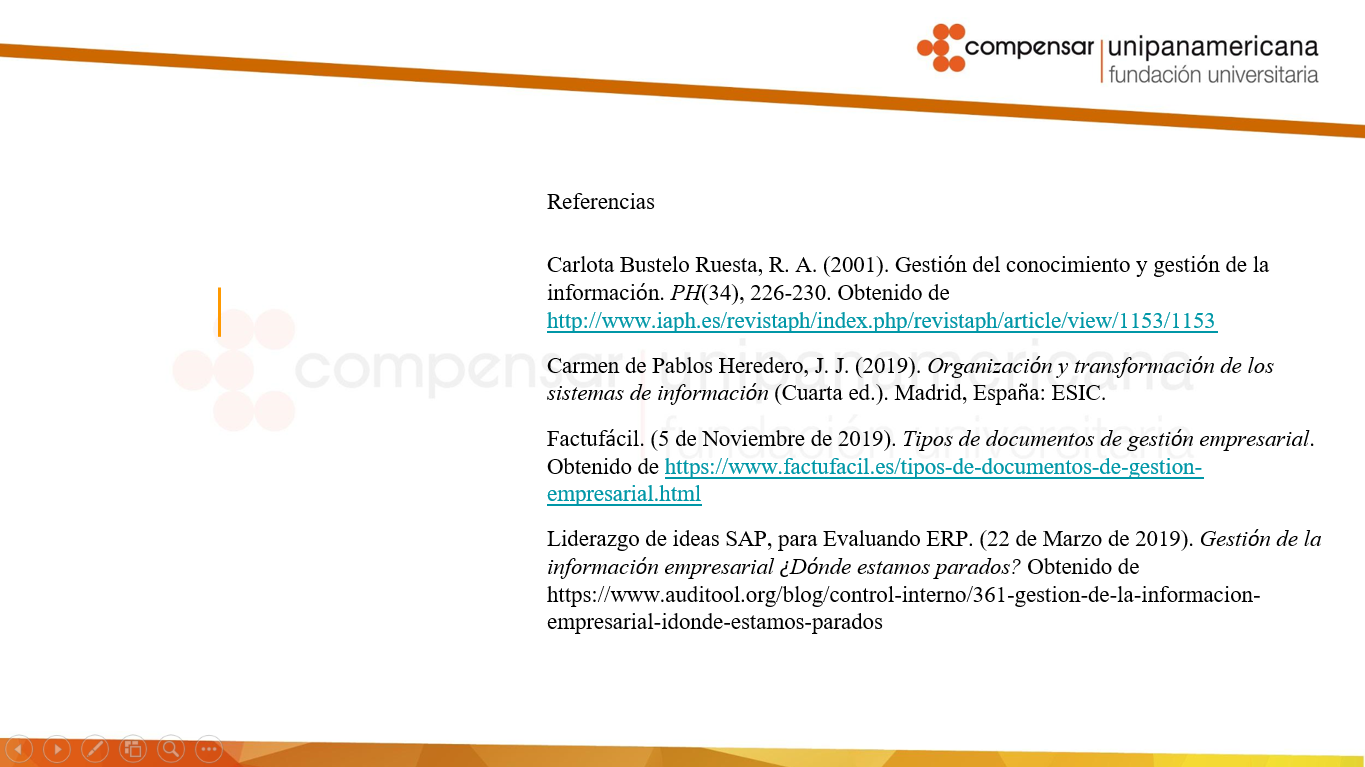 compensar unipanamericana
fundación universitaria
Referencias
Carlota Bustelo Ruesta, R. A. (2001). Gestión del conocimiento y gestión de la
información. PH(34), 226-230. Obtenido de
http://www.iaph.es/revistaph/index.php/revistaph/article/view/1153/1153
Carmen de Pablos Heredero, J. J. (2019). Organización y transformación de los
sistemas de información (Cuarta ed.). Madrid, España: ESIC.
Factufácil. (5 de Noviembre de 2019). Tipos de documentos de gestión empresarial.
Obtenido de https://www.factufacil.es/tipos-de-documentos-de-gestion-
empresarial.html
Liderazgo de ideas SAP, para Evaluando ERP. (22 de Marzo de 2019). Gestión de la
información empresarial ¿Dónde estamos parados? Obtenido de
https://www.auditool.org/blog/control-interno/361-gestion-de-la-informacion-
empresarial-idonde-estamos-parados
compensar unipanamericana
fundación universitaria